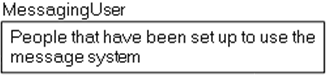 MessagingUser
People that have been set up to use the
message system